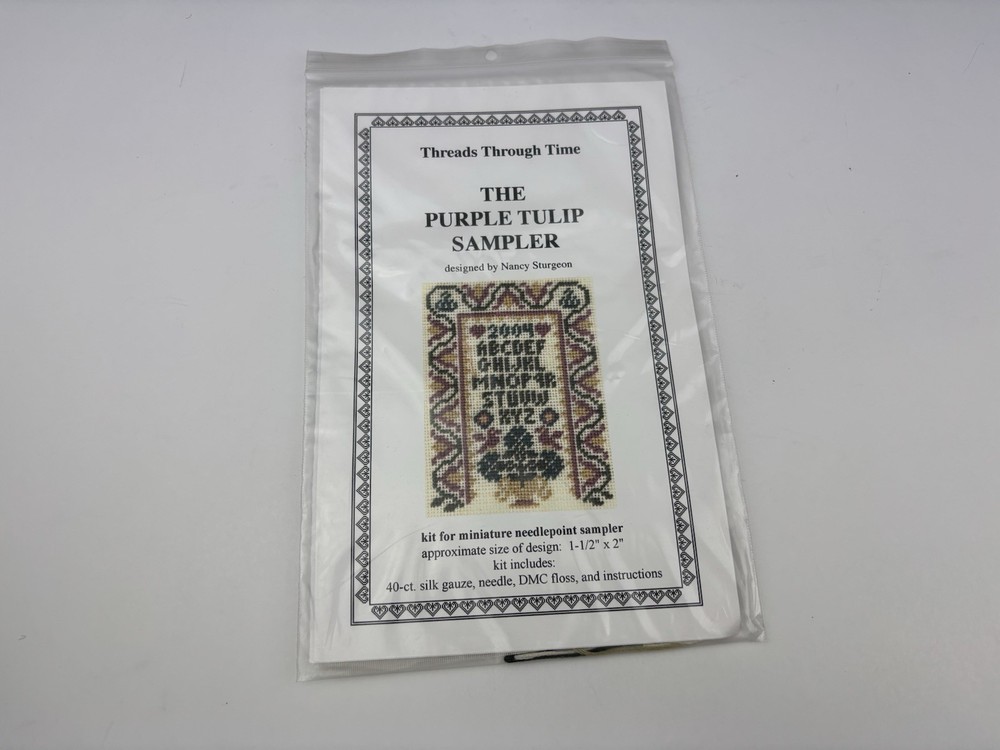 Threads Through Time
THE
PURPLE TULIP
SAMPLER
designed by Nancy Sturgeon
2004
ABCDEF
GHIJKL
MNOPQR
STUVW
XYZ
kit for miniature needlepoint sampler
approximate size of design: 1-1/2" x 2"
kit includes:
40-ct. silk gauze, needle, DMC floss, and instructions